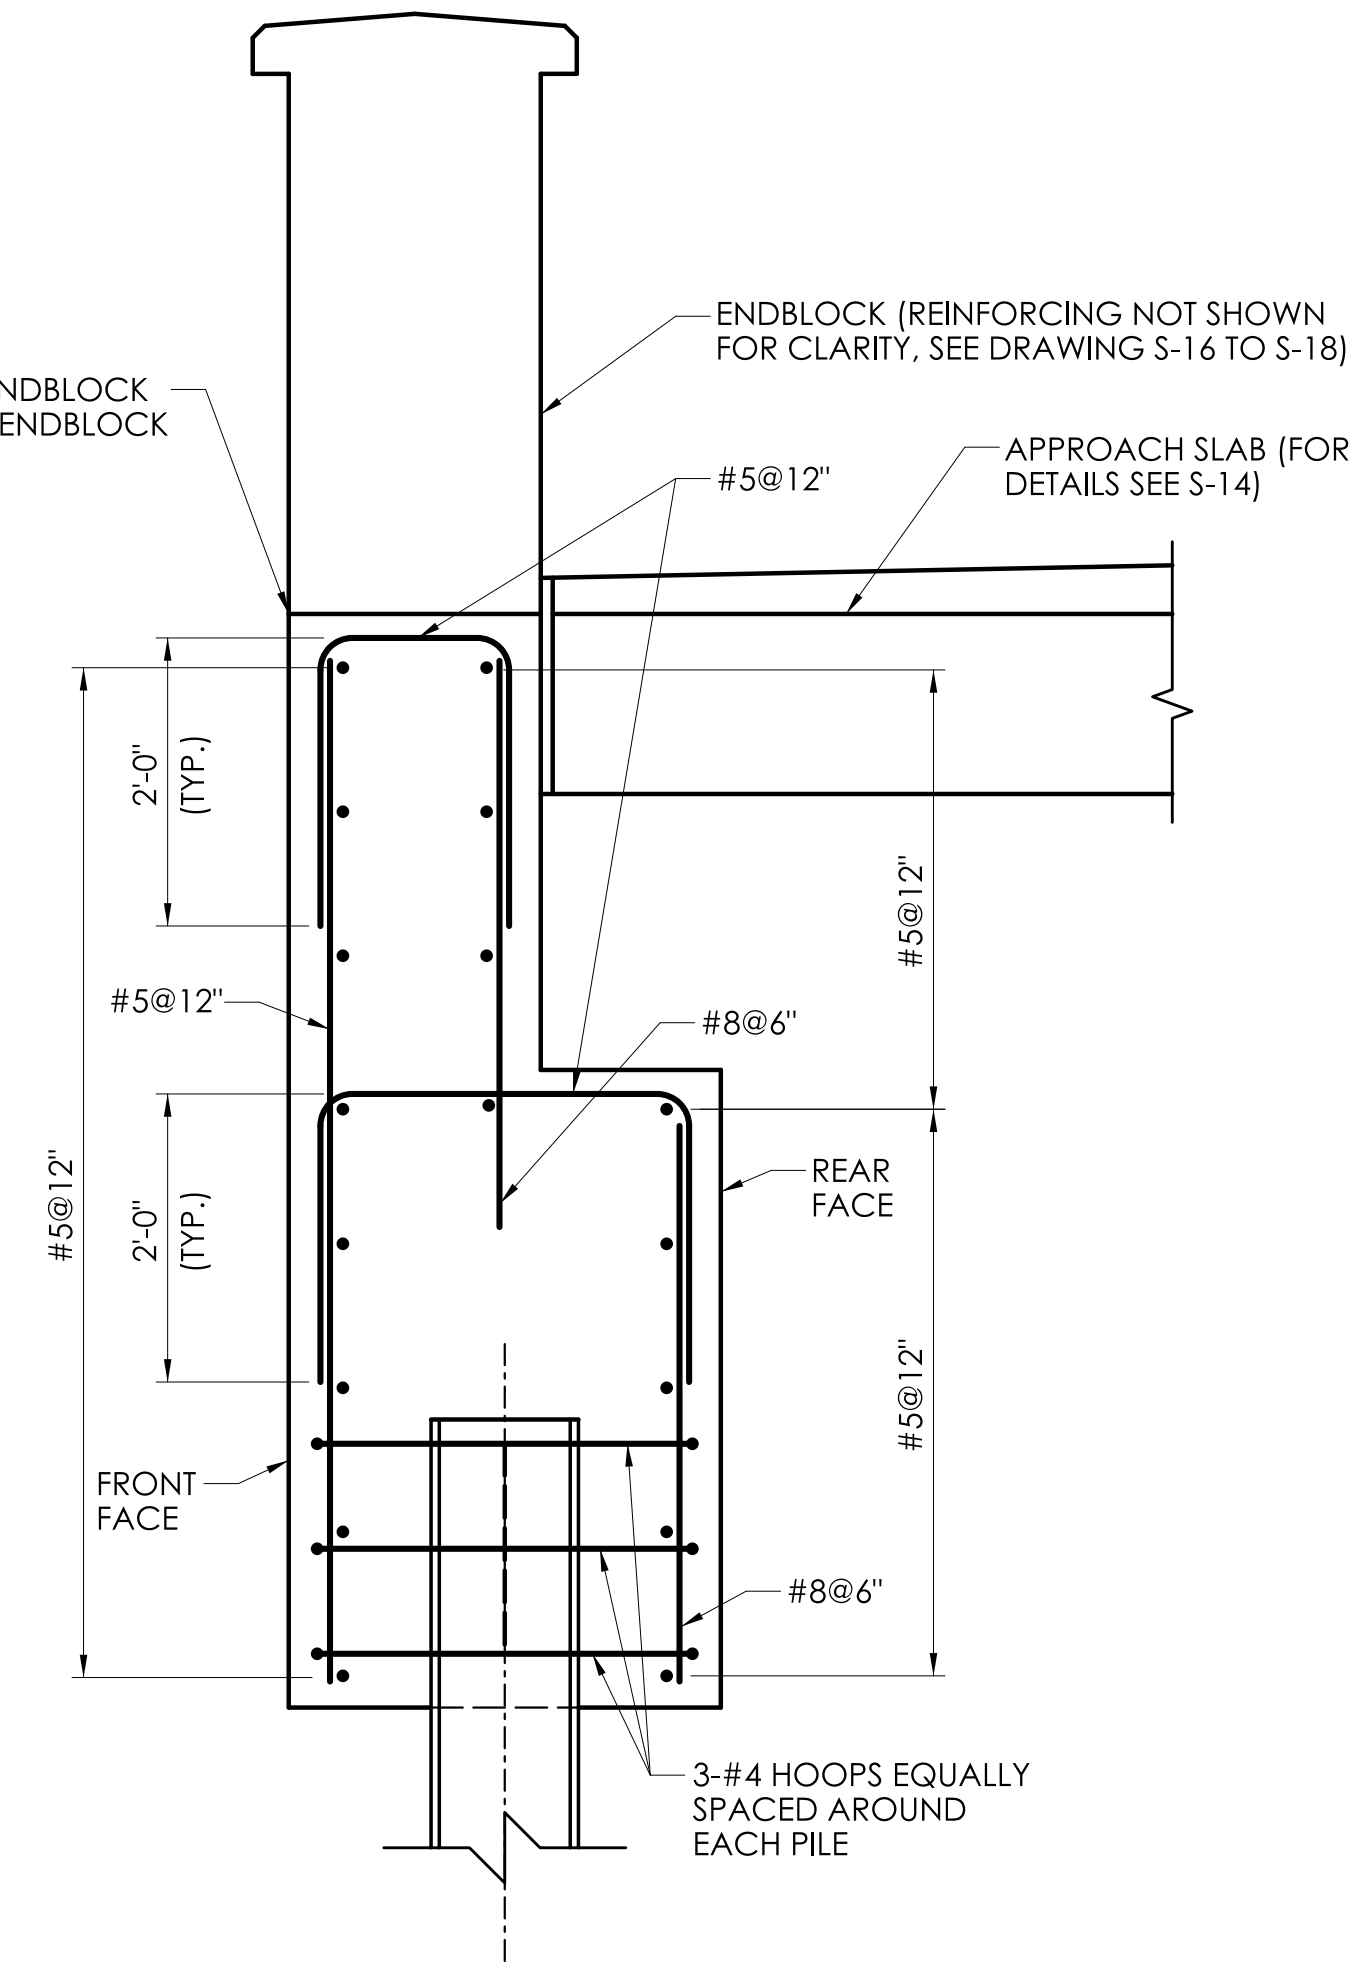 ENDBLOCK (REINFORCING NOT SHOWN
FOR CLARITY, SEE DRAWING S-16 TO S-18)
ENDBLOCK
APPROACH SLAB (FOR
DETAILS SEE S-14)
#5@12"
2'-0"
(TYP.)
#5@12"
#5@12"
#8@6"
#5@12"
2'-0"
(TYP.)
REAR
FACE
#5@12"
FRONT
FACE
#8@6"
3-#4 HOOPS EQUALLY
SPACED AROUND
EACH PILE